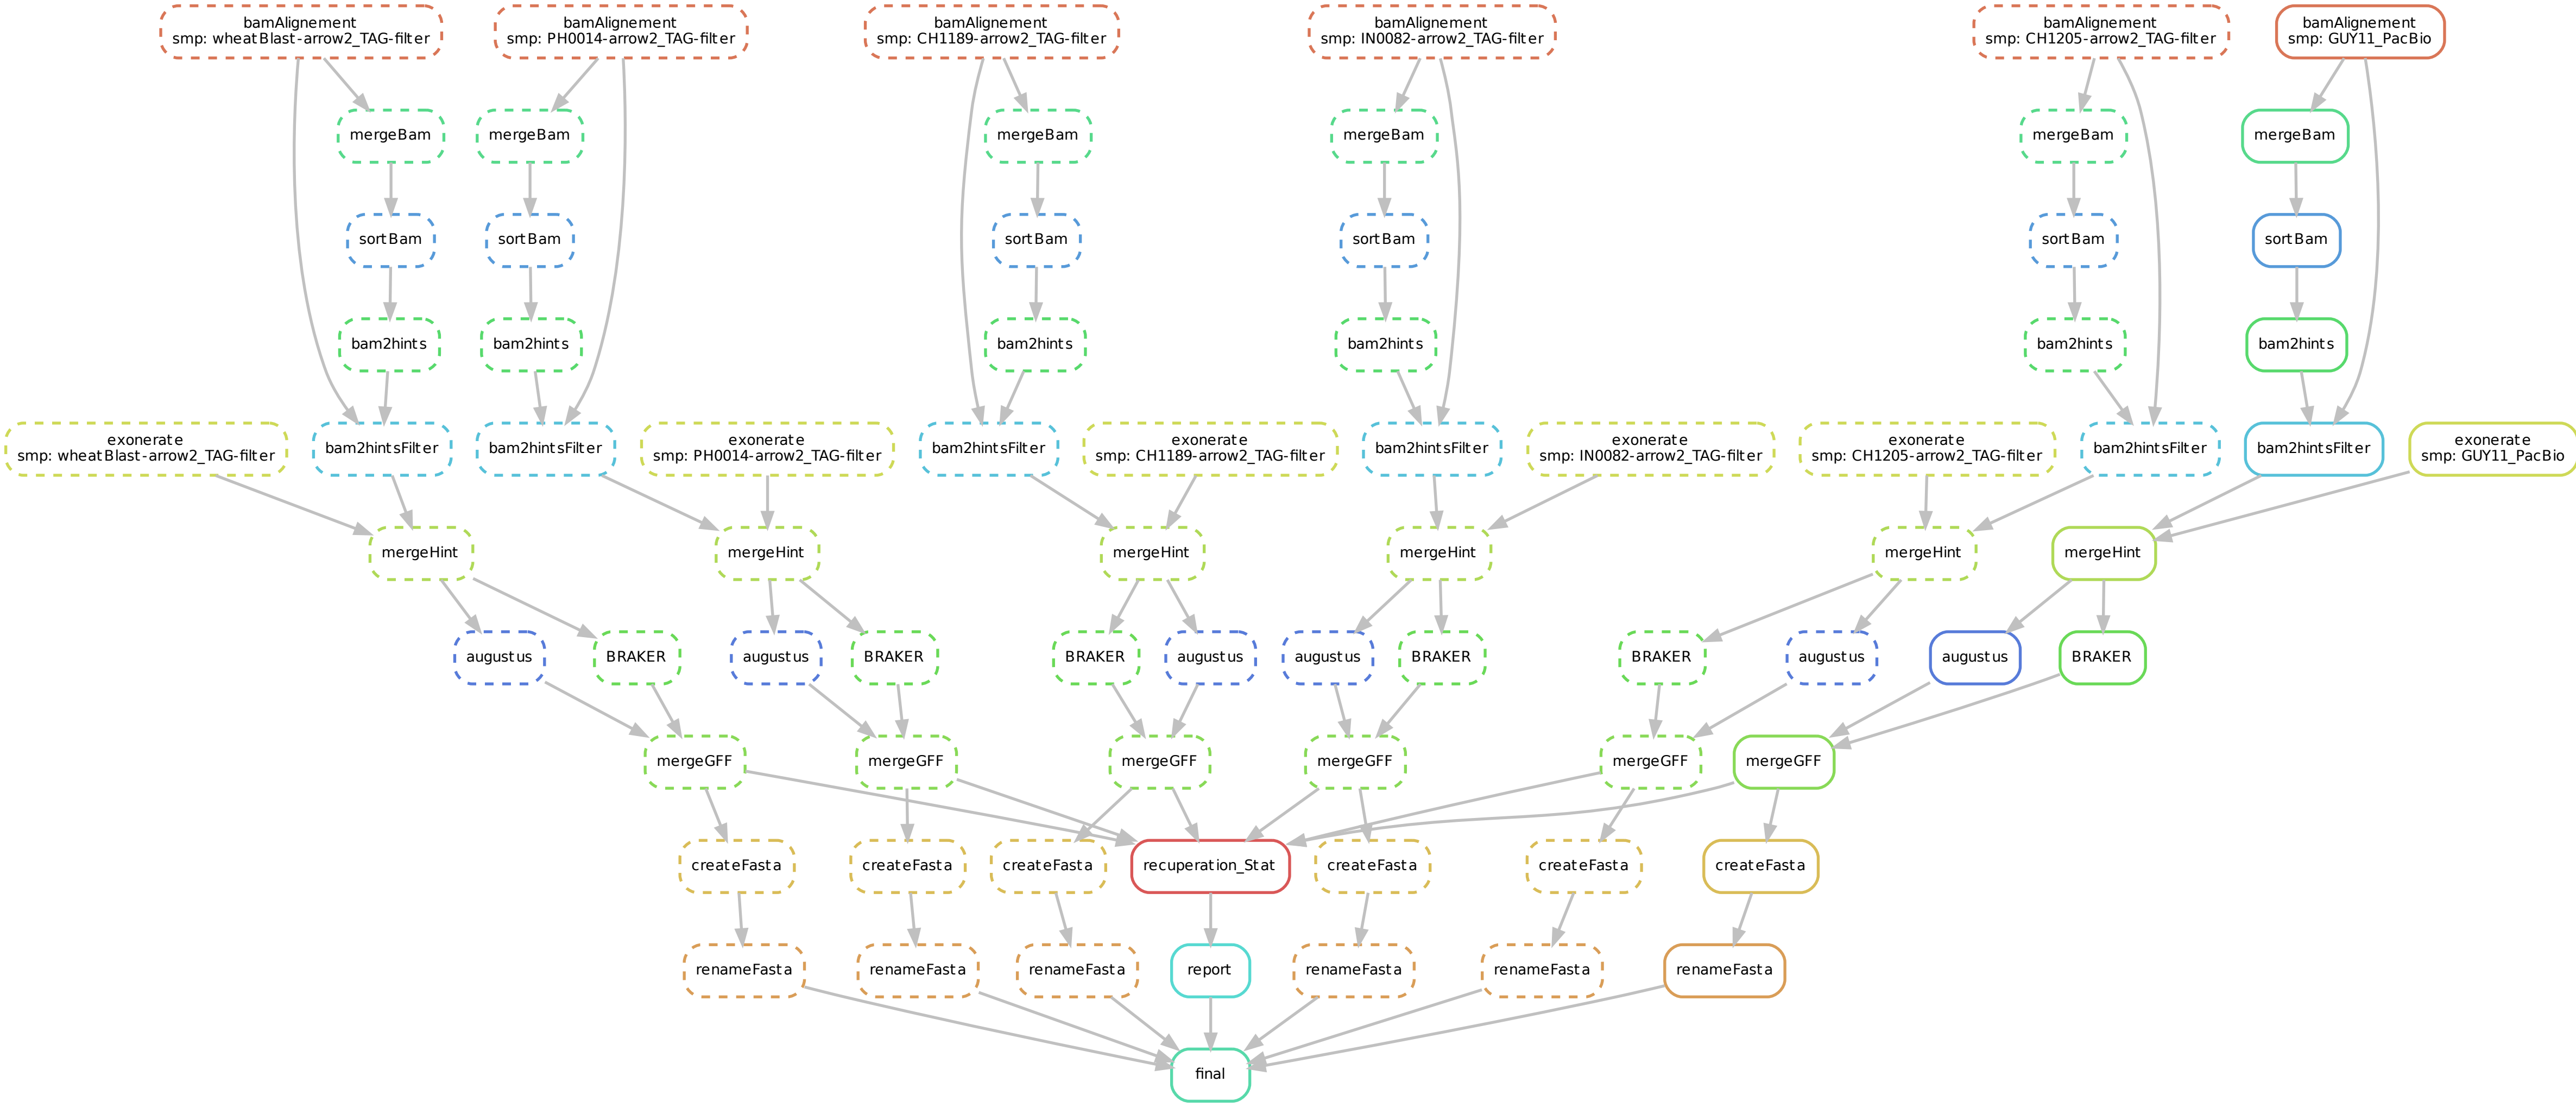 bamAlignement
smp: wheatBlast-arrow2_TAG-filter
bamAlignement
smp: PH0014-arrow2_TAG-filter
bamAlignement
smp: CH1189-arrow2_TAG-filter
bamAlignement
smp: IN0082-arrow2_TAG-filter
bamAlignement
smp: CH1205-arrow2_TAG-filter
bamAlignement
smp: GUY11_PacBio
mergeBam
mergeBam
mergeBam
mergeBam
mergeBam
mergeBam
sortBam
sortBam
sortBam
sortBam
sortBam
sortBam
bam2hints
bam2hints
bam2hints
bam2hints
bam2hints
bam2hints
exonerate
smp: wheatBlast-arrow2_TAG-filter
bam2hintsFilter
bam2hintsFilter
exonerate
smp: PH0014-arrow2_TAG-filter
bam2hintsFilter
exonerate
smp: CH1189-arrow2_TAG-filter
bam2hintsFilter
exonerate
smp: IN0082-arrow2_TAG-filter
exonerate
smp: CH1205-arrow2_TAG-filter
bam2hintsFilter
bam2hintsFilter
exonerate
smp: GUY11_PacBio
mergeHint
mergeHint
mergeHint
mergeHint
mergeHint
mergeHint
augustus
BRAKER
augustus
BRAKER
BRAKER
augustus
augustus
BRAKER
BRAKER
augustus
augustus
BRAKER
mergeGFF
mergeGFF
mergeGFF
mergeGFF
mergeGFF
mergeGFF
createFasta
createFasta
createFasta
recuperation_Stat
createFasta
createFasta
createFasta
renameFasta
renameFasta
renameFasta
report
renameFasta
renameFasta
renameFasta
final